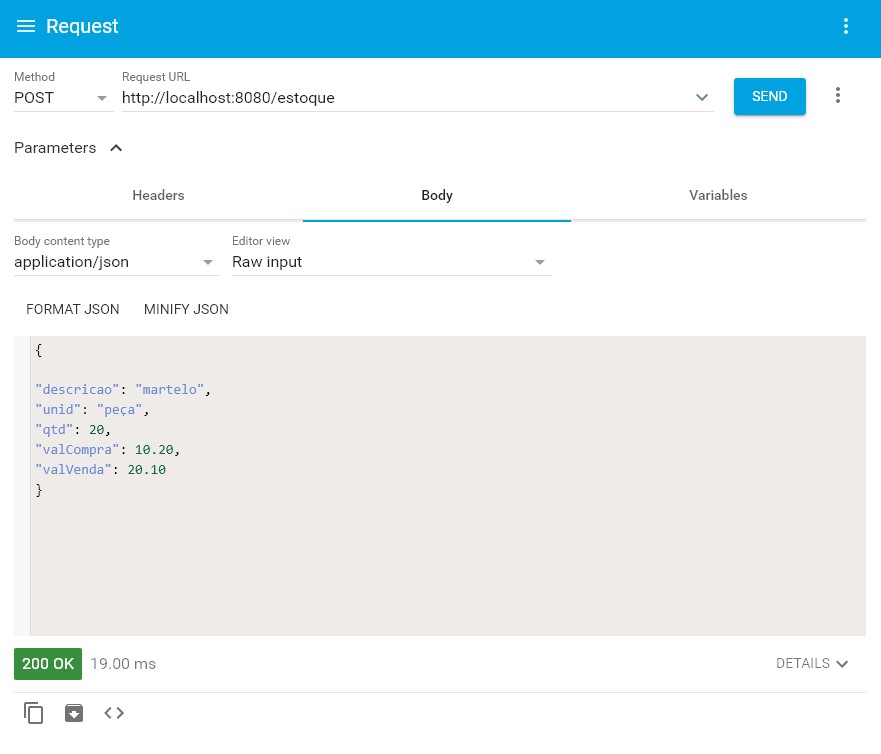 Request
Method
Request URL
POST
http://localhost:8080/estoque
SEND
Parameters
Headers
Body
Variables
Body content type
Editor view
application/json
Raw input
FORMAT JSON
MINIFY JSON
{
"descricao": "martelo",
"unid": "peça",
"qtd": 20,
"valCompra": 10.20,
"valVenda": 20.10
}
200 OK
19.00 ms
DETAILS